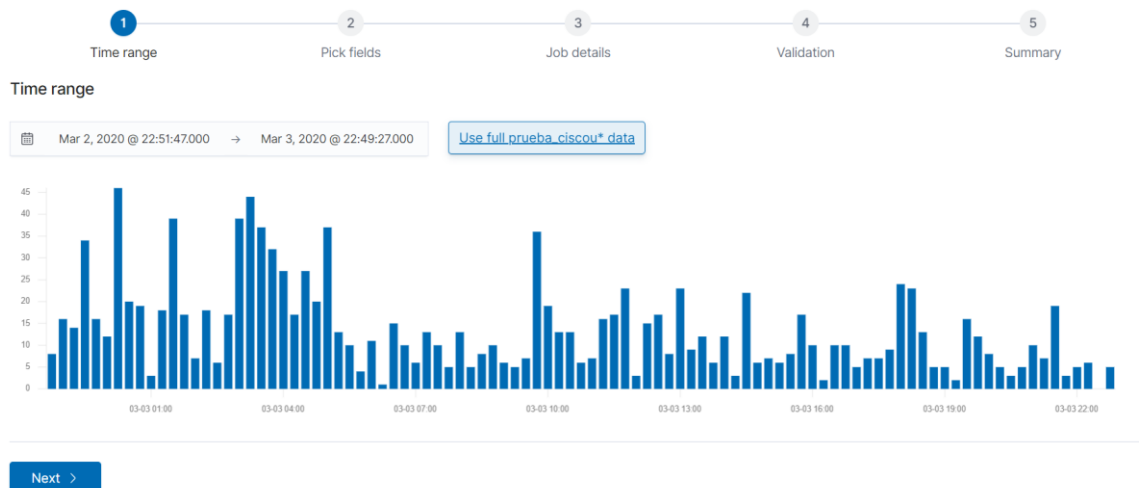 1 2 3 4 5
Time range Pick fields Job details Validation Summary
Time range
Mar 2, 2020 @ 22:51:47.000 → Mar 3, 2020 @ 22:49:27.000 Use full prueba_ciscou* data
45
40
35
30
25
20
15
10
5
0
03-03 01:00 03-03 04:00 03-03 07:00 03-03 10:00 03-03 13:00 03-03 16:00 03-03 19:00 03-03 22:00
Next >